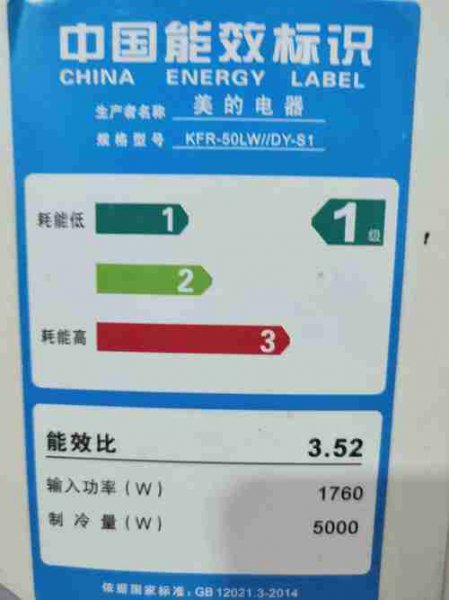 中国能效标识
CHINA ENERGY LABEL
生产者名称 美的电器
规格型号 KFR-50LW//DY-S1
耗能低 1 1级
2
耗能高 3
能效比 3.52
输入功率(W) 1760
制冷量(W) 5000
依据国家标准: GB 12021.3-2014